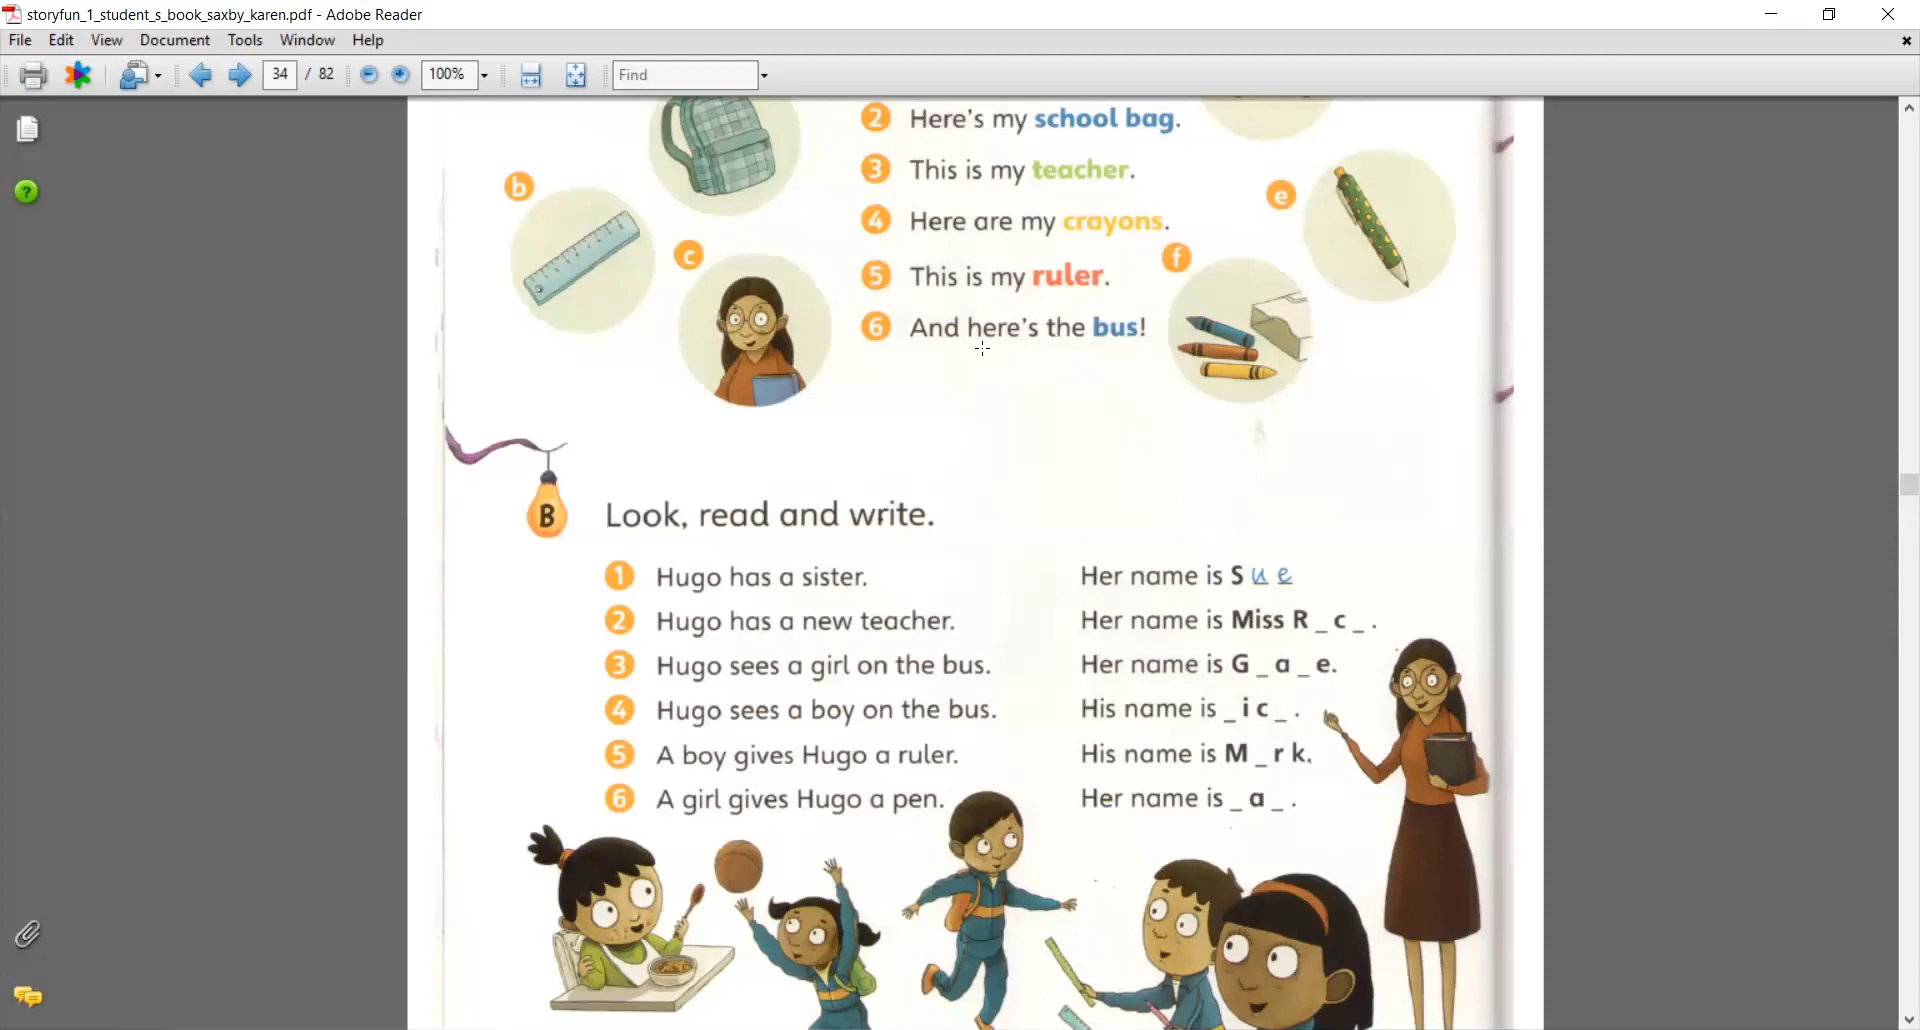 storyfun_1_student_s_book_saxby_karen.pdf - Adobe Reader
File Edit View Document Tools Window Help
34 / 82 100% Find
2 Here's my school bag.
3 This is my teacher.
b
e
4 Here are my crayons.
c
f
5 This is my ruler.
6 And here's the bus!
B Look, read and write.
1 Hugo has a sister. Her name is S u e
2 Hugo has a new teacher. Her name is Miss R _ c _ .
3 Hugo sees a girl on the bus. Her name is G _ a _ e.
4 Hugo sees a boy on the bus. His name is _ i c _ .
5 A boy gives Hugo a ruler. His name is M _ r k.
6 A girl gives Hugo a pen. Her name is _ a _ .